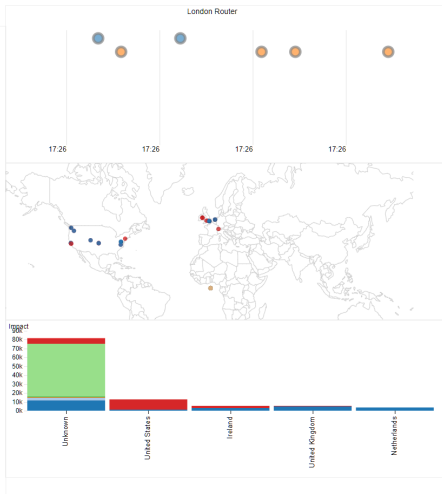 London Router
17.26 17.26 17.26 17.26
Impact
90k
80k
70k
60k
50k
40k
30k
20k
10k
0k
Unknown
United States
Ireland
United Kingdom
Netherlands